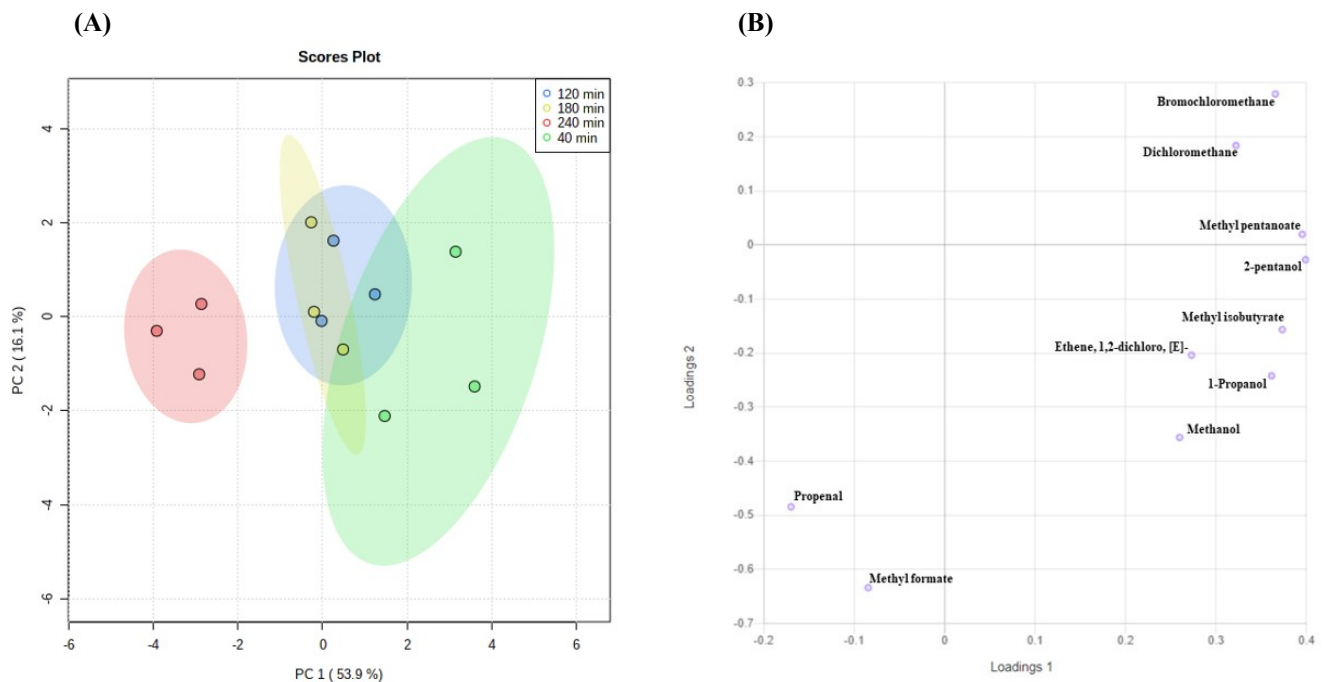 (A)
Scores Plot
120 min
180 min
240 min
40 min
4
2
0
2
-4
-6
PC 2 ( 16.1 %)
-6
-4
-2
0
2
4
6
PC 1 ( 53.9 %)
(B)
0.3
0.2
0.1
0
-0.1
-0.2
-0.3
-0.4
-0.5
-0.6
-0.7
Loadings 2
Bromochloromethane
Dichloromethane
Methyl pentanoate
2-pentanol
Methyl isobutyrate
Ethene, 1,2-dichloro, [E]-
1-Propanol
Methanol
Propenal
Methyl formate
-0.2
-0.1
0
0.1
0.2
0.3
0.4
Loadings 1